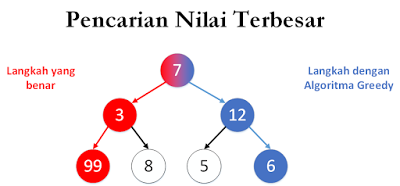 Pencarian Nilai Terbesar
Langkah yang
benar
7
Langkah dengan
Algoritma Greedy
3
12
99
8
5
6